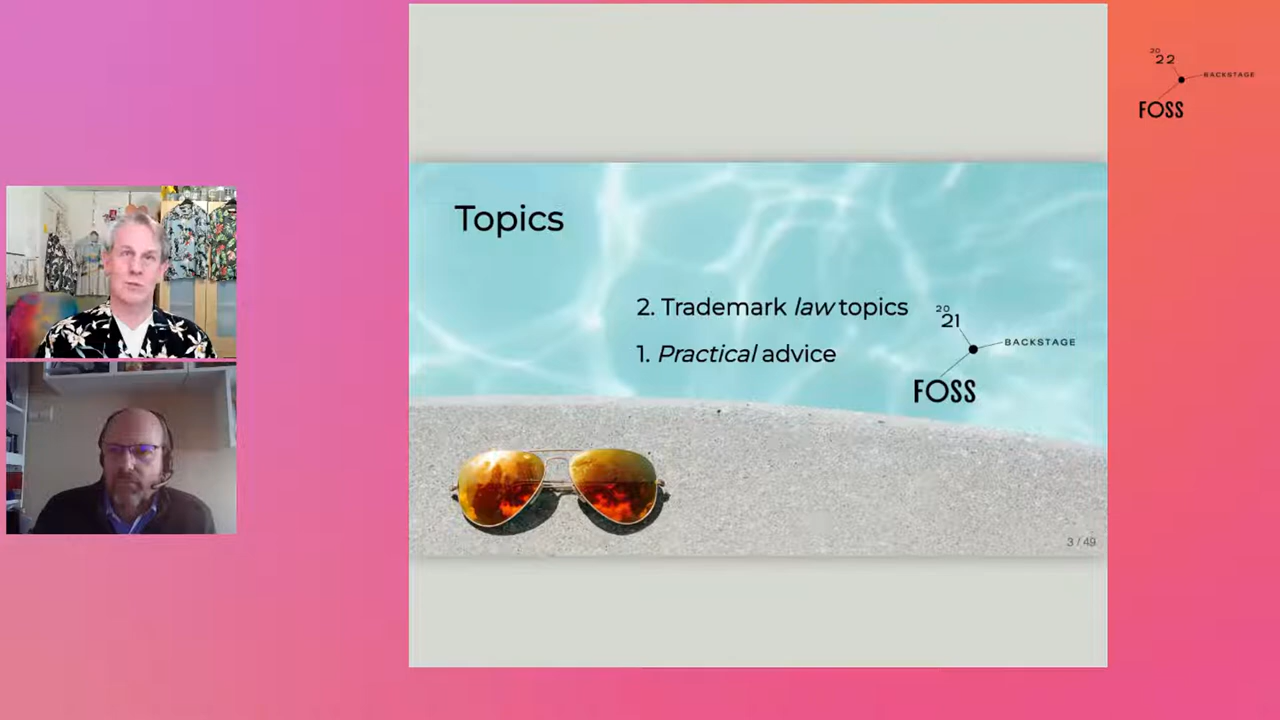 Topics
2. Trademark law topics
1. Practical advice
20
21
BACKSTAGE
FOSS
3 / 49
20
22
BACKSTAGE
FOSS